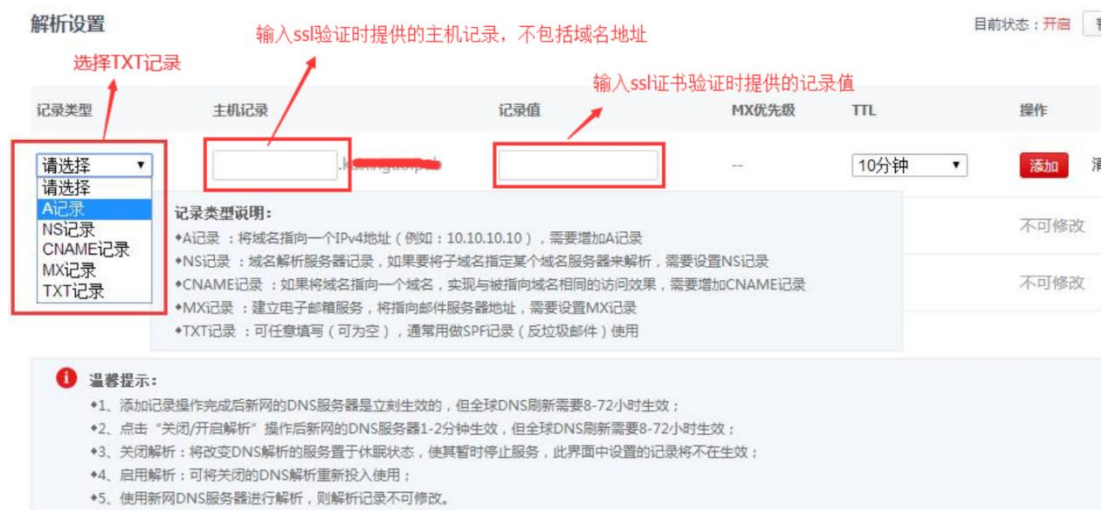 解析设置
目前状态：开启
输入ssl验证时提供的主机记录，不包括域名地址
选择TXT记录
输入ssl证书验证时提供的记录值
记录类型 主机记录 记录值 MX优先级 TTL 操作
请选择 -- 10分钟 添加
请选择
A记录
NS记录
CNAME记录
MX记录
TXT记录
记录类型说明：
◆A记录 ：将域名指向一个IPv4地址（例如：10.10.10.10），需要增加A记录
◆NS记录 ：域名解析服务器记录，如果要将子域名指定某个域名服务器来解析，需要设置NS记录
◆CNAME记录 ：如果将域名指向一个域名，实现与被指向域名相同的访问效果，需要增加CNAME记录
◆MX记录 ：建立电子邮箱服务，将指向邮件服务器地址，需要设置MX记录
◆TXT记录 ：可任意填写（可为空），通常用做SPF记录（反垃圾邮件）使用
不可修改
不可修改
温馨提示：
◆1、添加记录操作完成后新网的DNS服务器是立刻生效的，但全球DNS刷新需要8-72小时生效；
◆2、点击“关闭/开启解析”操作后新网的DNS服务器1-2分钟生效，但全球DNS刷新需要8-72小时生效；
◆3、关闭解析：将改变DNS解析的服务置于休眠状态，使其暂时停止服务，此界面中设置的记录将不在生效；
◆4、启用解析：可将关闭的DNS解析重新投入使用；
◆5、使用新网DNS服务器进行解析，则解析记录不可修改。